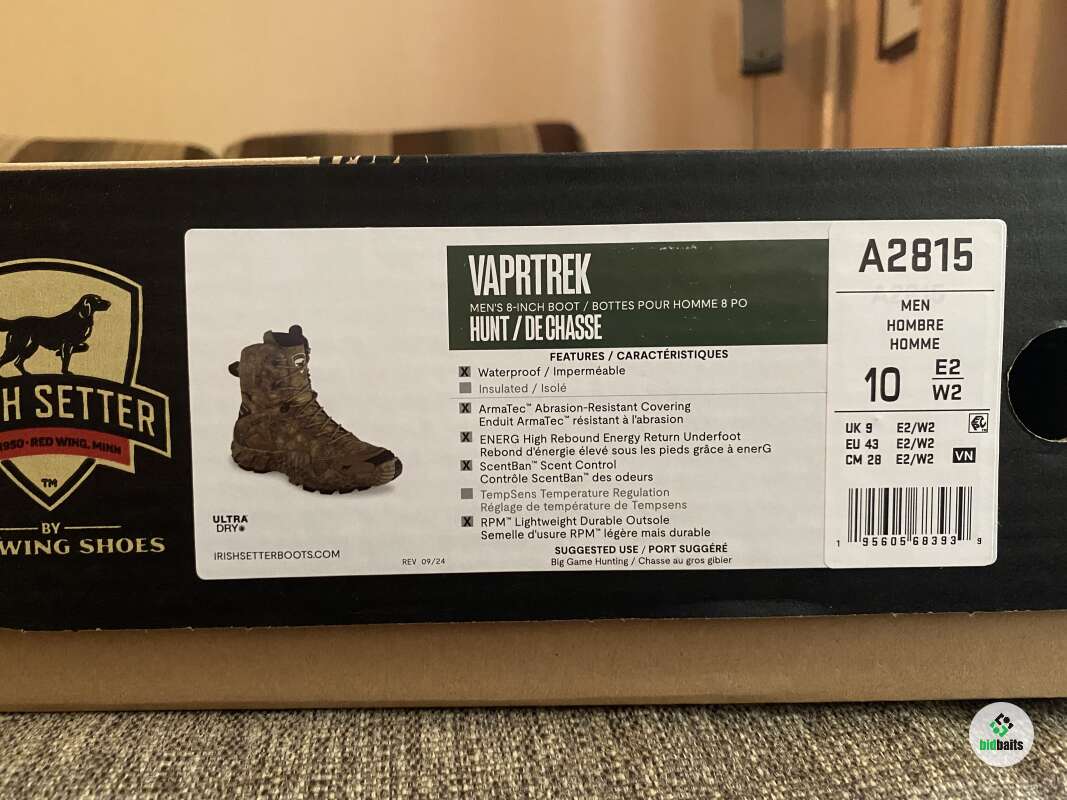 H SETTER
1950 · RED WING, MINN
TM
BY
WING SHOES
VAPRTREK
MEN'S 8-INCH BOOT / BOTTES POUR HOMME 8 PO
HUNT / DE CHASSE
FEATURES / CARACTÉRISTIQUES
X Waterproof / Imperméable
Insulated / Isolé
X ArmaTec™ Abrasion-Resistant Covering
Enduit ArmaTec™ résistant à l'abrasion
X ENERG High Rebound Energy Return Underfoot
Rebond d'énergie élevé sous les pieds grâce à enerG
X ScentBan™ Scent Control
Contrôle ScentBan™ des odeurs
TempSens Temperature Regulation
Réglage de température de Tempsens
X RPM™ Lightweight Durable Outsole
Semelle d'usure RPM™ légère mais durable
SUGGESTED USE / PORT SUGGÉRÉ
Big Game Hunting / Chasse au gros gibier
ULTRA
DRY
IRISHSETTERBOOTS.COM
REV 09/24
A2815
MEN
HOMBRE
HOMME
10 E2
W2
UK 9 E2/W2
EU 43 E2/W2
CM 28 E2/W2
VN
1 95605 68393 9
bidbaits